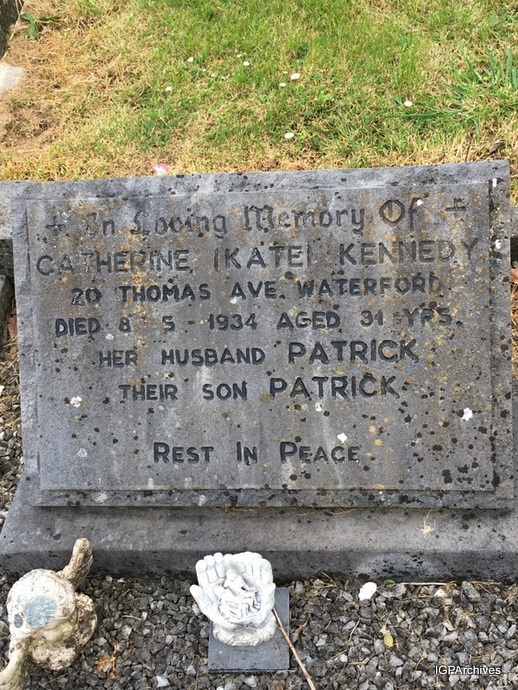 In Loving Memory Of
CATHERINE (KATE) KENNEDY
20 THOMAS AVE. WATERFORD
DIED 8 - 5 - 1934 AGED 31 YRS.
HER HUSBAND PATRICK
THEIR SON PATRICK
REST IN PEACE
IGPArchives